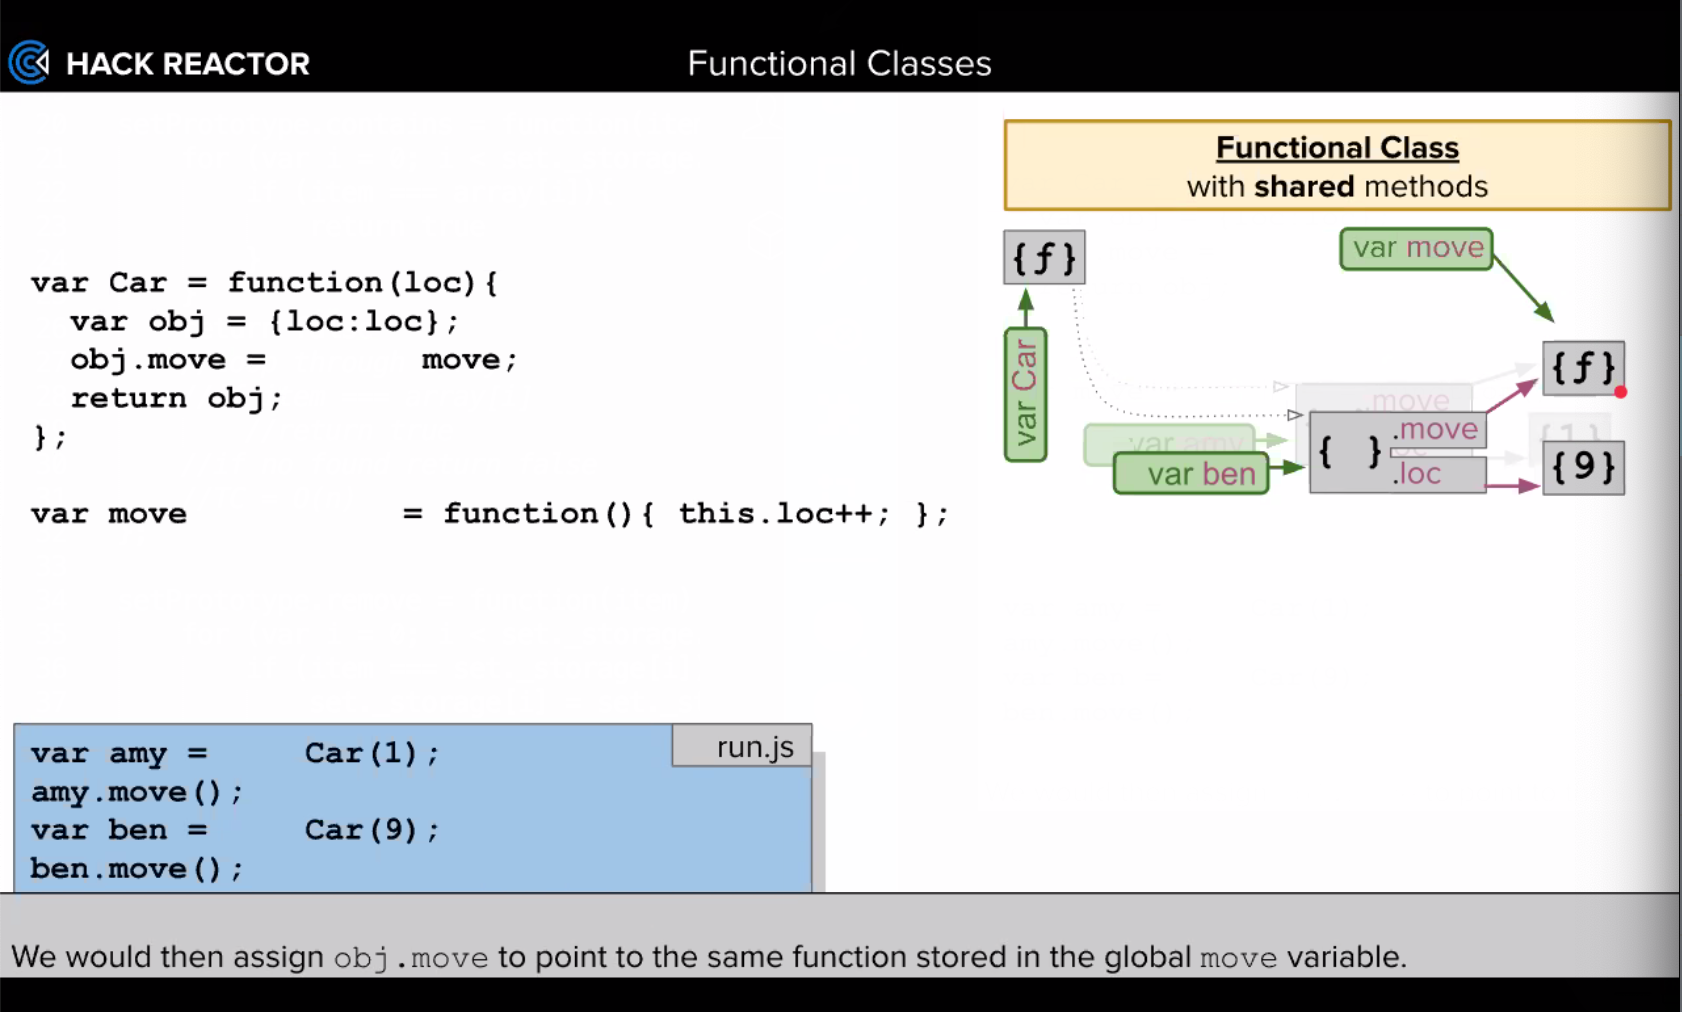 HACK REACTOR
Functional Classes
Functional Class
with shared methods
{f}
var move
var Car = function(loc){
var obj = {loc:loc};
obj.move = move;
return obj;
};
var move = function(){ this.loc++; };
var Car
{f}
.move
var amy
{1}
{ }
.move
.loc
var ben
{9}
run.js
var amy = Car(1);
amy.move();
var ben = Car(9);
ben.move();
We would then assign obj.move to point to the same function stored in the global move variable.